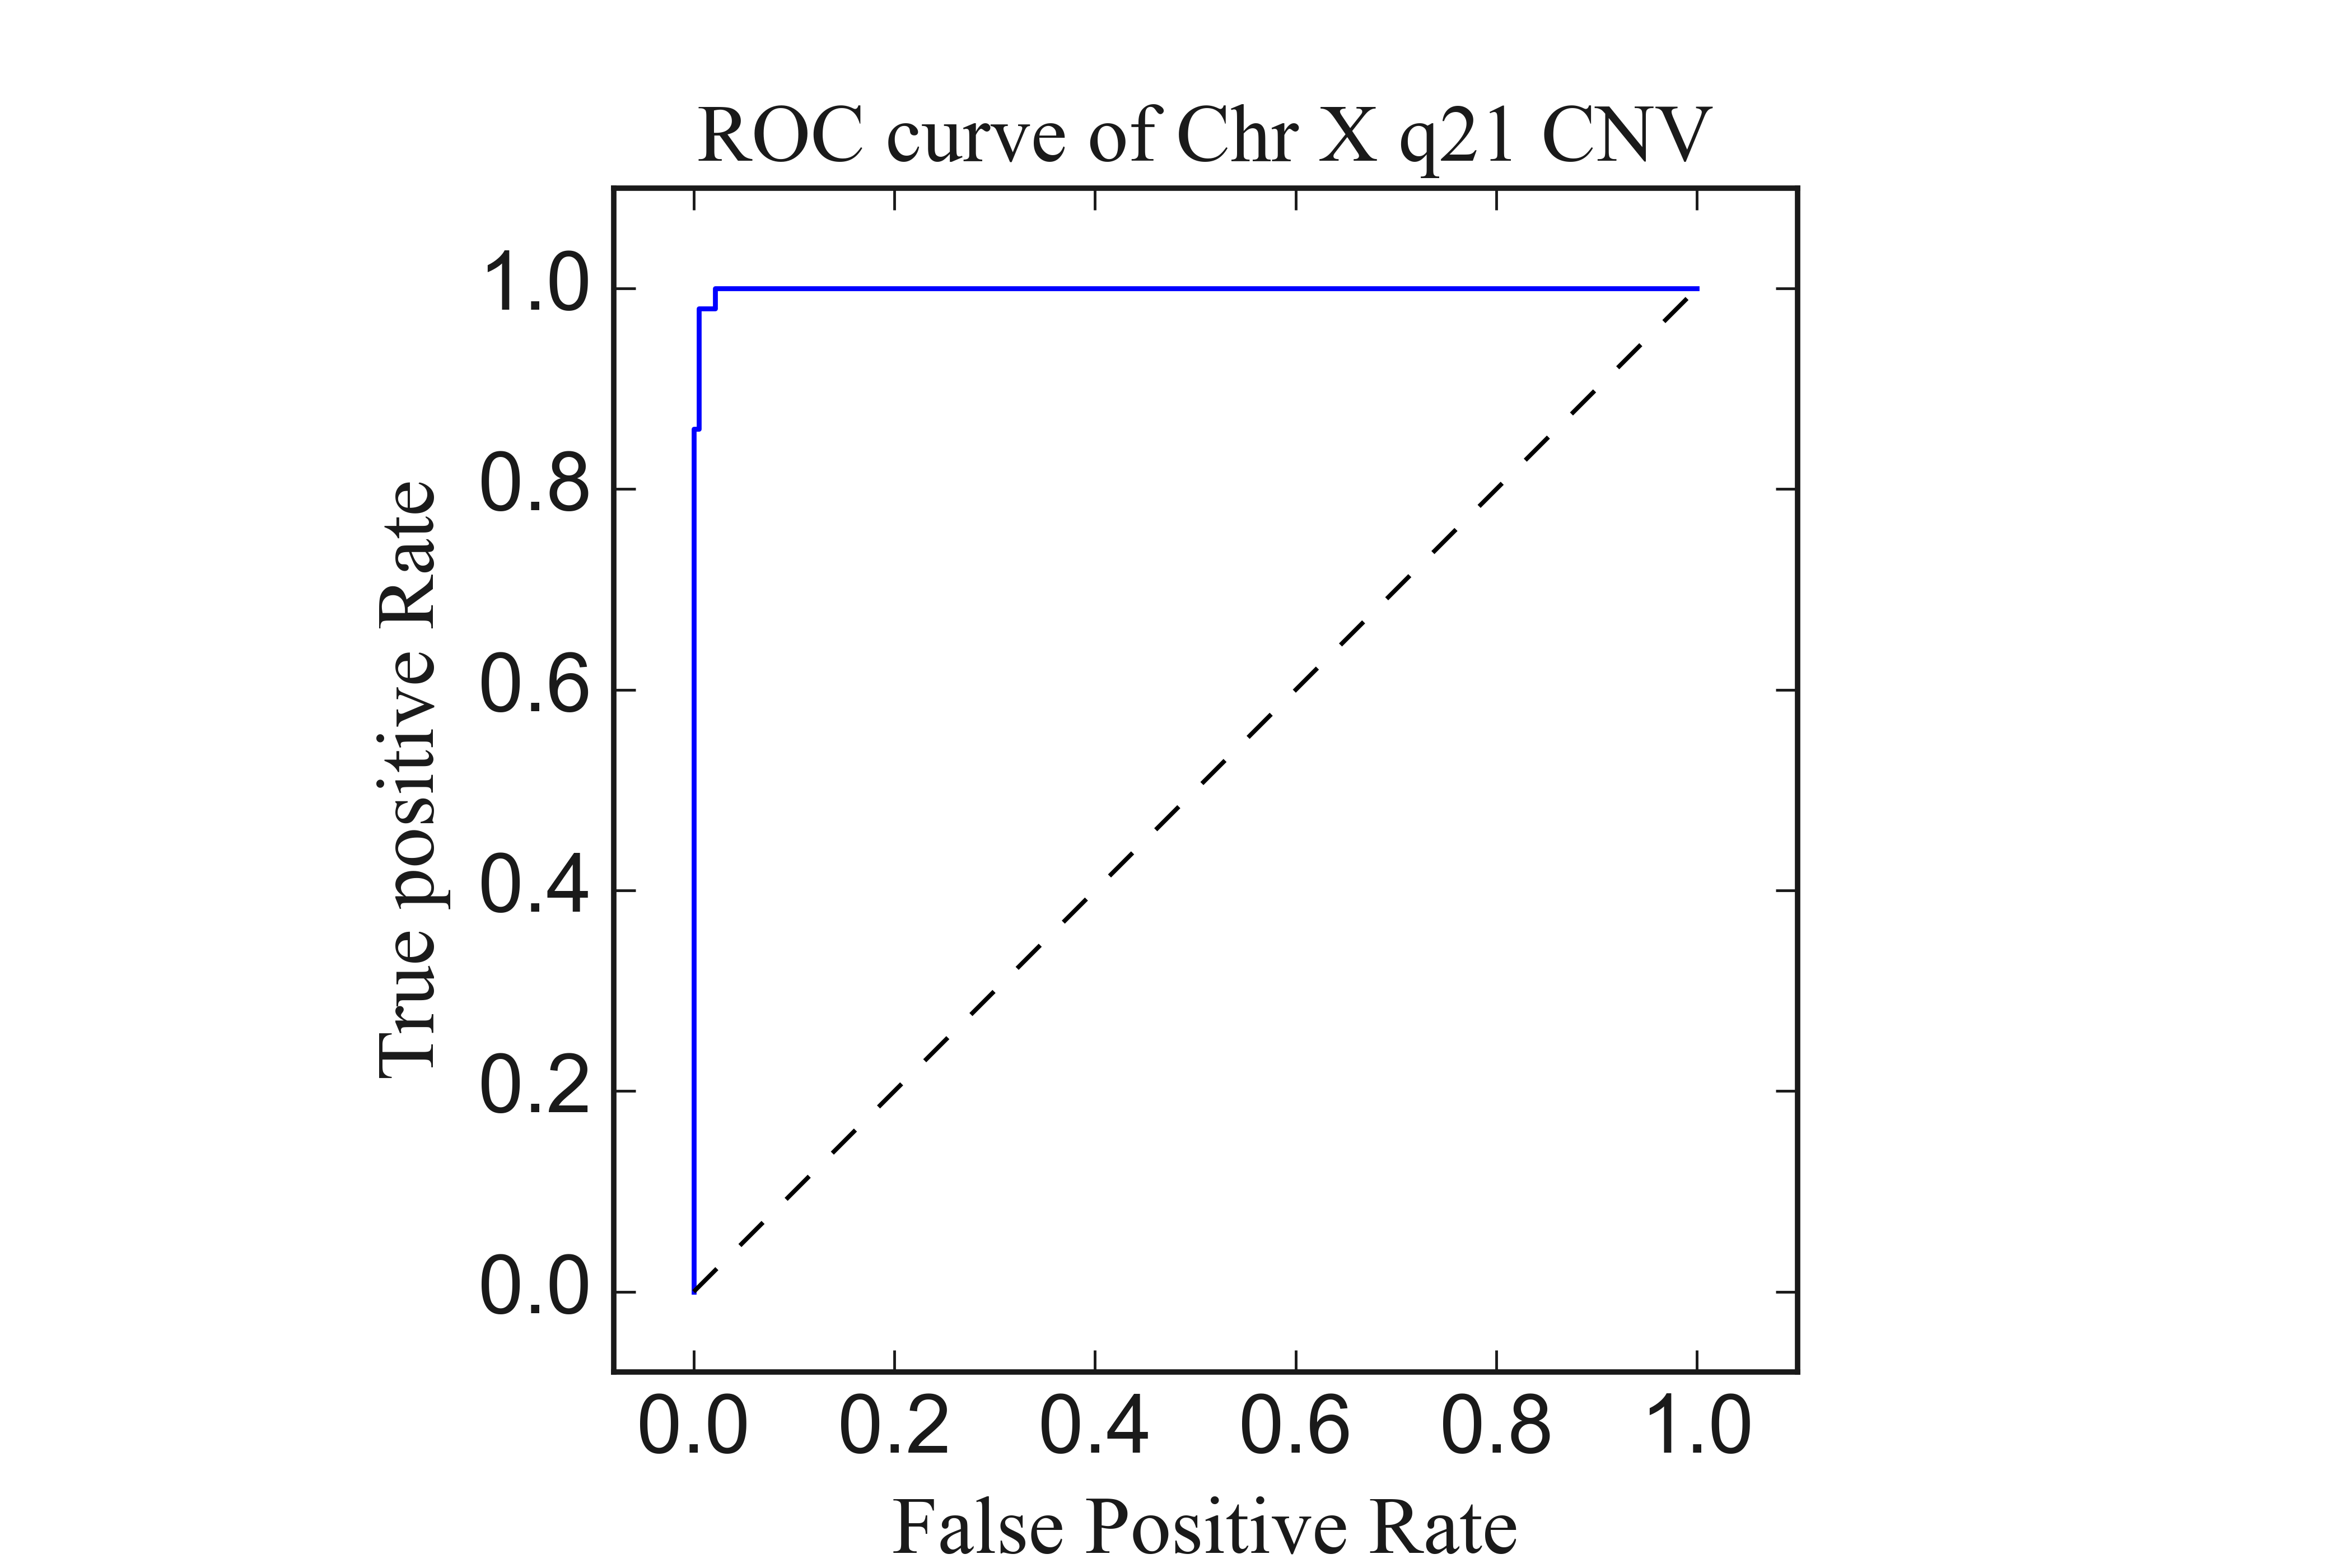 ROC curve of Chr X q21 CNV
True positive Rate
1.0
0.8
0.6
0.4
0.2
0.0
0.0 0.2 0.4 0.6 0.8 1.0
False Positive Rate